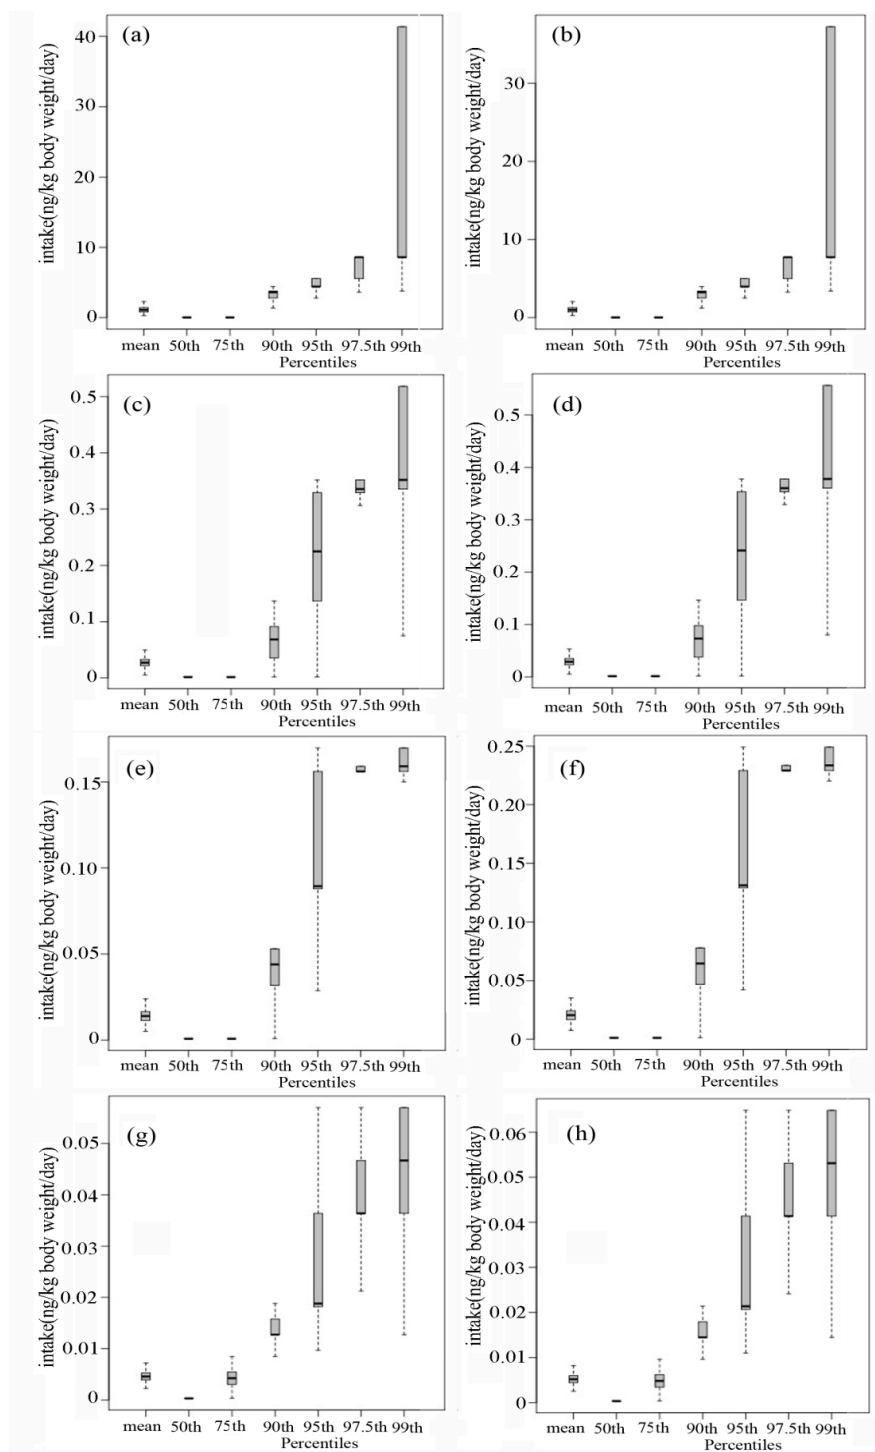 (a)
intake(ng/kg body weight/day)
40
30
20
10
0
mean 50th 75th 90th 95th 97.5th 99th
Percentiles
(b)
intake(ng/kg body weight/day)
30
20
10
0
mean 50th 75th 90th 95th 97.5th 99th
Percentiles
(c)
intake(ng/kg body weight/day)
0.5
0.4
0.3
0.2
0.1
0
mean 50th 75th 90th 95th 97.5th 99th
Percentiles
(d)
intake(ng/kg body weight/day)
0.5
0.4
0.3
0.2
0.1
0
mean 50th 75th 90th 95th 97.5th 99th
Percentiles
(e)
intake(ng/kg body weight/day)
0.15
0.10
0.05
0
mean 50th 75th 90th 95th 97.5th 99th
Percentiles
(f)
intake(ng/kg body weight/day)
0.25
0.20
0.15
0.10
0.05
0
mean 50th 75th 90th 95th 97.5th 99th
Percentiles
(g)
intake(ng/kg body weight/day)
0.05
0.04
0.03
0.02
0.01
0
mean 50th 75th 90th 95th 97.5th 99th
Percentiles
(h)
intake(ng/kg body weight/day)
0.06
0.05
0.04
0.03
0.02
0.01
0
mean 50th 75th 90th 95th 97.5th 99th
Percentiles